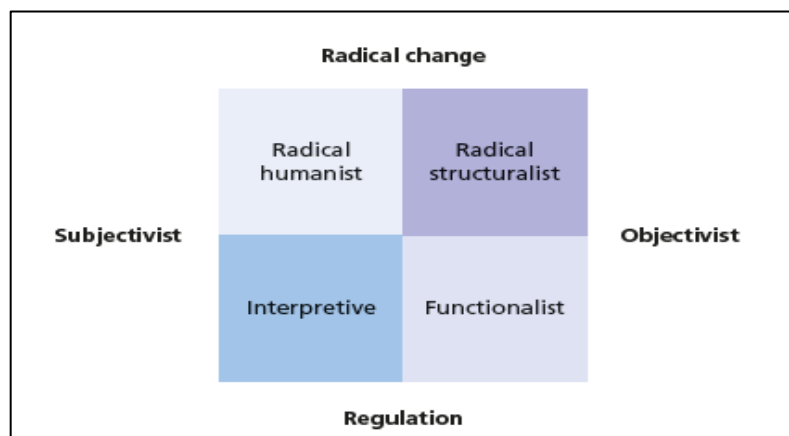 Radical change
Radical
humanist
Radical
structuralist
Subjectivist
Objectivist
Interpretive
Functionalist
Regulation